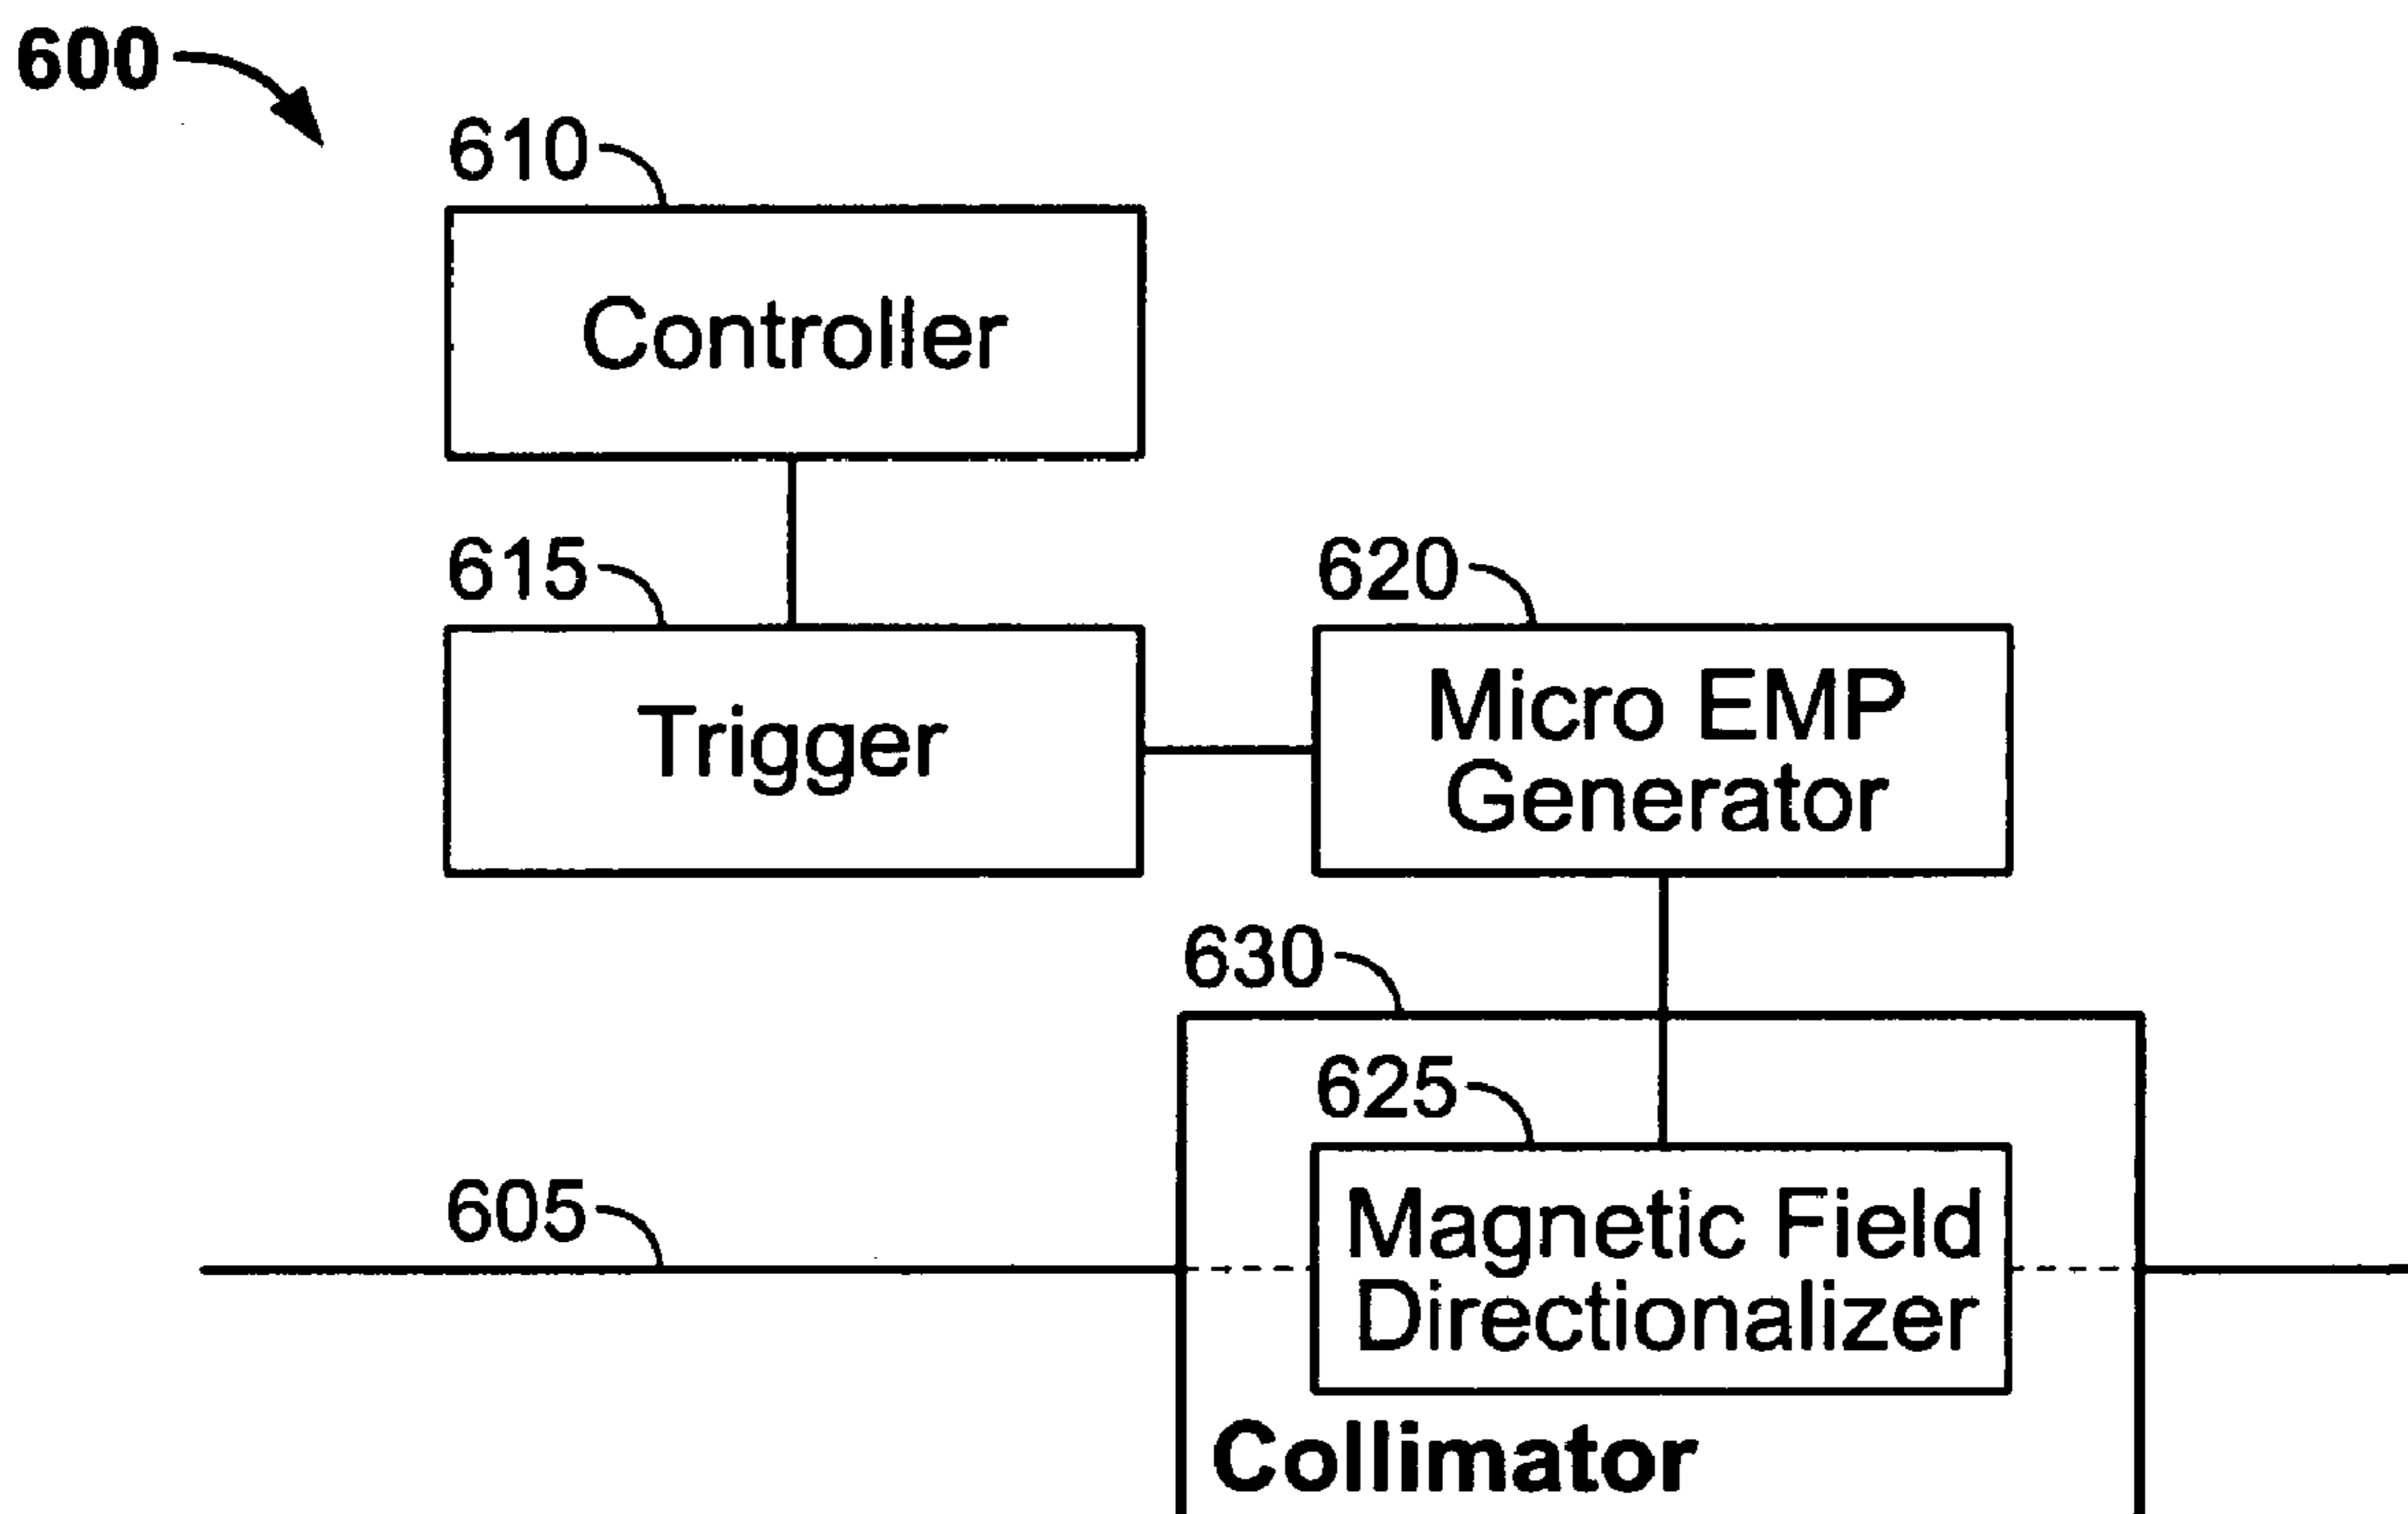 600
610
Controller
615
620
Trigger
Micro EMP
Generator
630
625
605
Magnetic Field
Directionalizer
Collimator